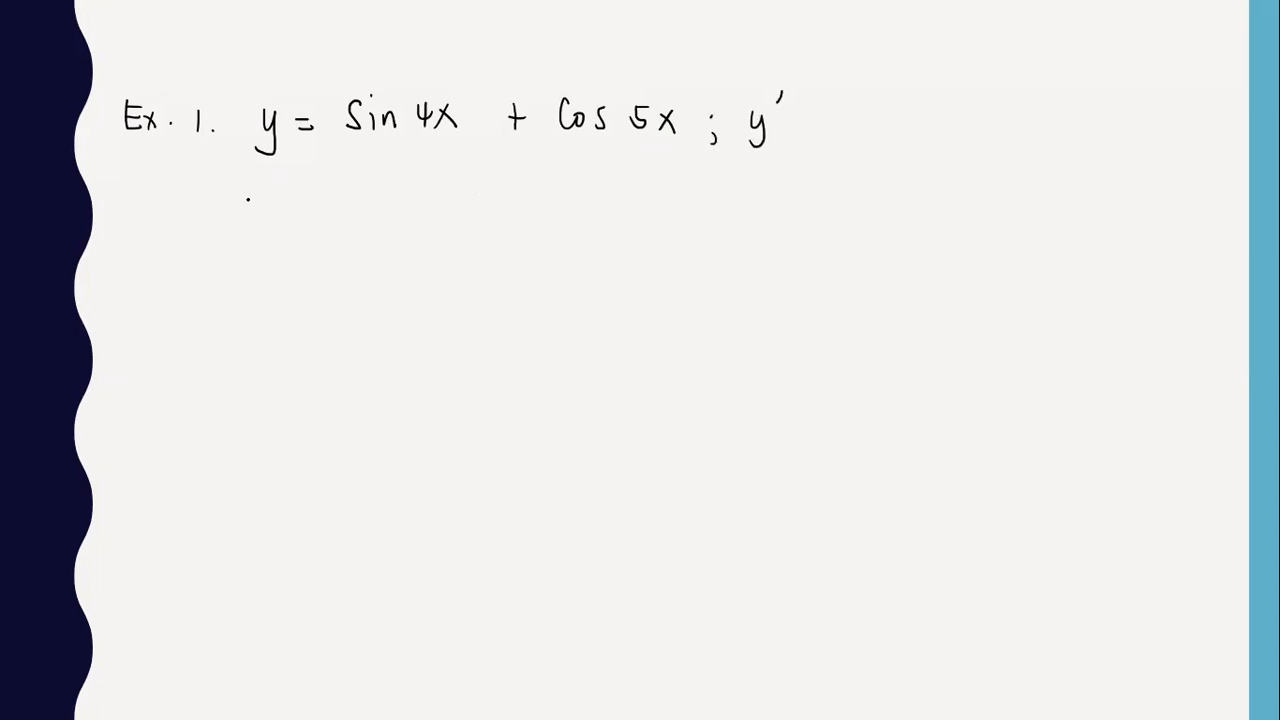 Ex. 1. y = Sin 4x + Cos 5x ; y'